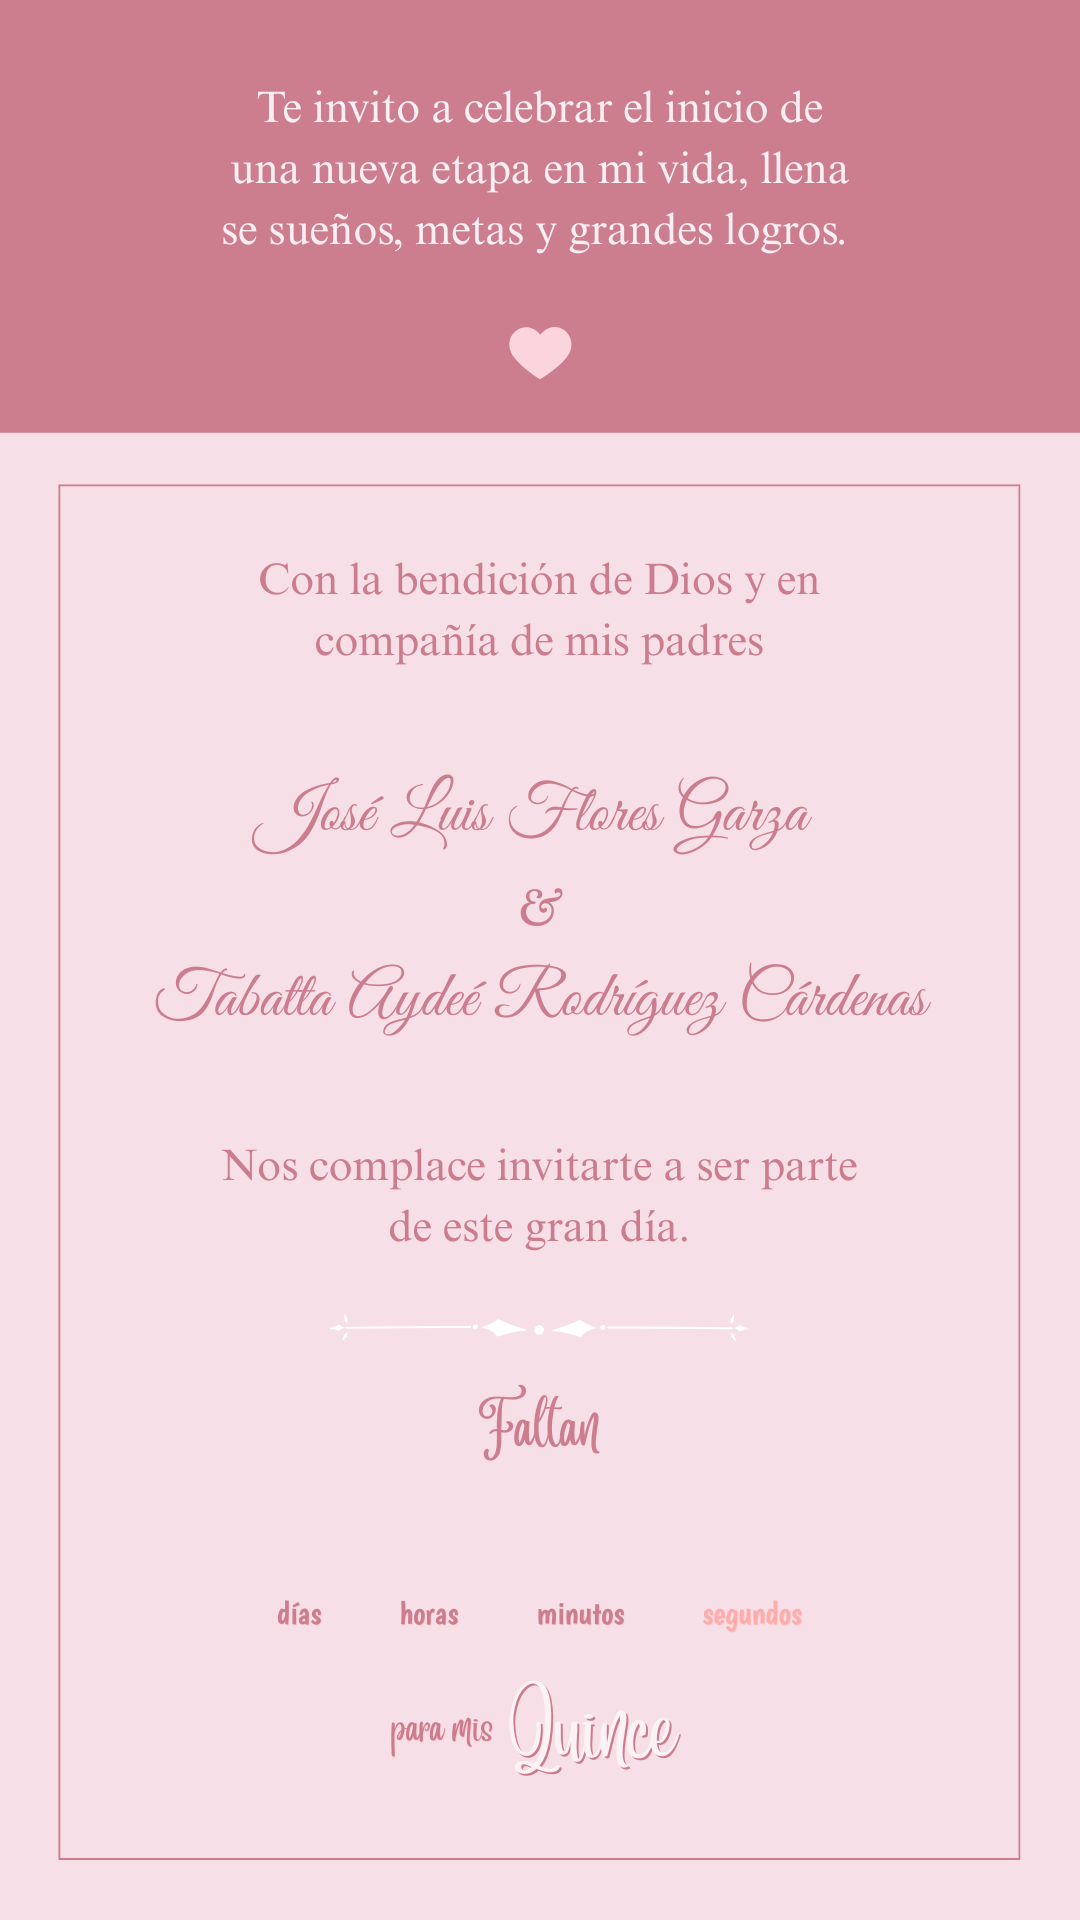 Te invito a celebrar el inicio de
una nueva etapa en mi vida, llena
se sueños, metas y grandes logros.
Con la bendición de Dios y en
compañía de mis padres
José Luis Flores Garza
&
Tabatta Aydeé Rodríguez Cárdenas
Nos complace invitarte a ser parte
de este gran día.
Faltan
días horas minutos segundos
para mis Quince